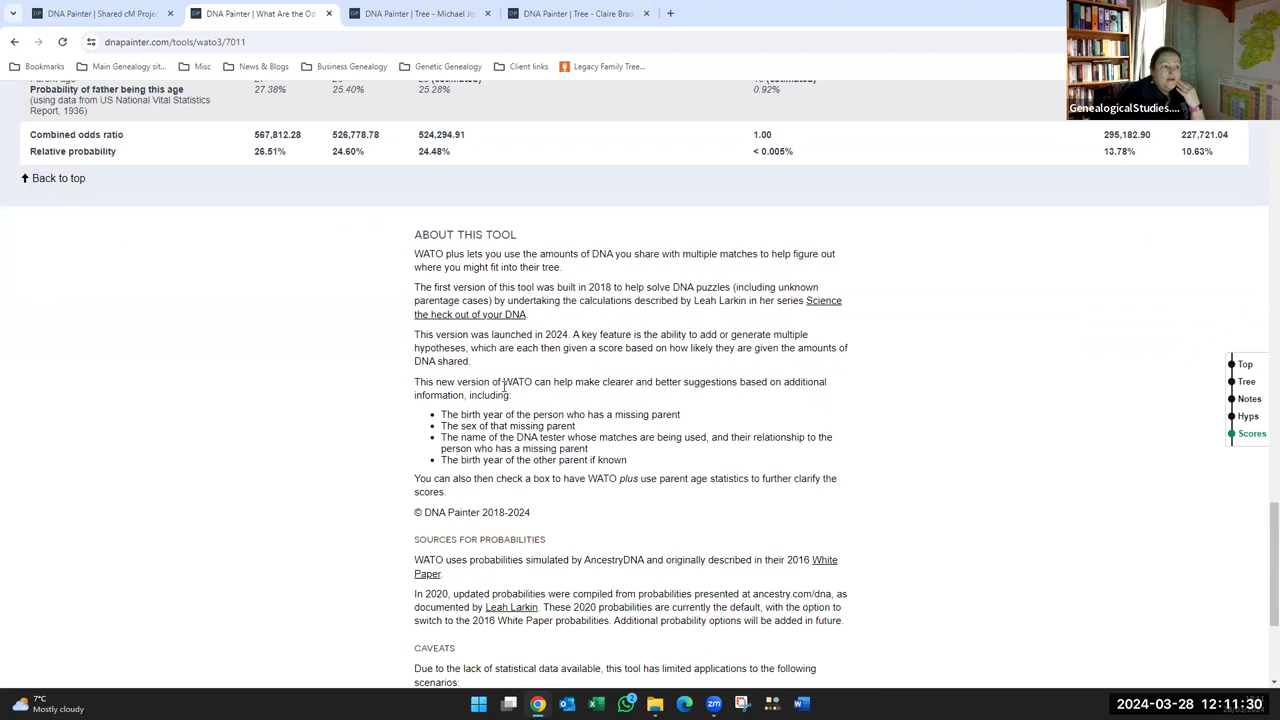 DNA Painter | Shared cM Projec
DNA Painter | What Are the Od
DNA Painter | Tree - Michael Jo
DNA Painter | Tree - Claire Brad
dnapainter.com/tools/wato3/7011
Bookmarks
Main Genealogy sit...
Misc
News & Blogs
Business Genealogy
Genetic Genealogy
Client links
Legacy Family Tree...
GenealogicalStudies....
Probability of father being this age 27.38% 25.40% 25.28% 0.92%
(using data from US National Vital Statistics
Report, 1936)
Combined odds ratio 567,812.28 526,778.78 524,294.91 1.00 295,182.90 227,721.04
Relative probability 26.51% 24.60% 24.48% < 0.005% 13.78% 10.63%
Back to top
ABOUT THIS TOOL
WATO plus lets you use the amounts of DNA you share with multiple matches to help figure out
where you might fit into their tree.
The first version of this tool was built in 2018 to help solve DNA puzzles (including unknown
parentage cases) by undertaking the calculations described by Leah Larkin in her series Science
the heck out of your DNA.
This version was launched in 2024. A key feature is the ability to add or generate multiple
hypotheses, which are each then given a score based on how likely they are given the amounts of
DNA shared.
This new version of WATO can help make clearer and better suggestions based on additional
information, including:
• The birth year of the person who has a missing parent
• The sex of that missing parent
• The name of the DNA tester whose matches are being used, and their relationship to the
person who has a missing parent
• The birth year of the other parent if known
You can also then check a box to have WATO plus use parent age statistics to further clarify the
scores.
© DNA Painter 2018-2024
SOURCES FOR PROBABILITIES
WATO uses probabilities simulated by AncestryDNA and originally described in their 2016 White
Paper.
In 2020, updated probabilities were compiled from probabilities presented at ancestry.com/dna, as
documented by Leah Larkin. These 2020 probabilities are currently the default, with the option to
switch to the 2016 White Paper probabilities. Additional probability options will be added in future.
CAVEATS
Due to the lack of statistical data available, this tool has limited applications to the following
scenarios:
Top
Tree
Notes
Hyps
Scores
7°C
Mostly cloudy
2
2024-03-28 12:11:30